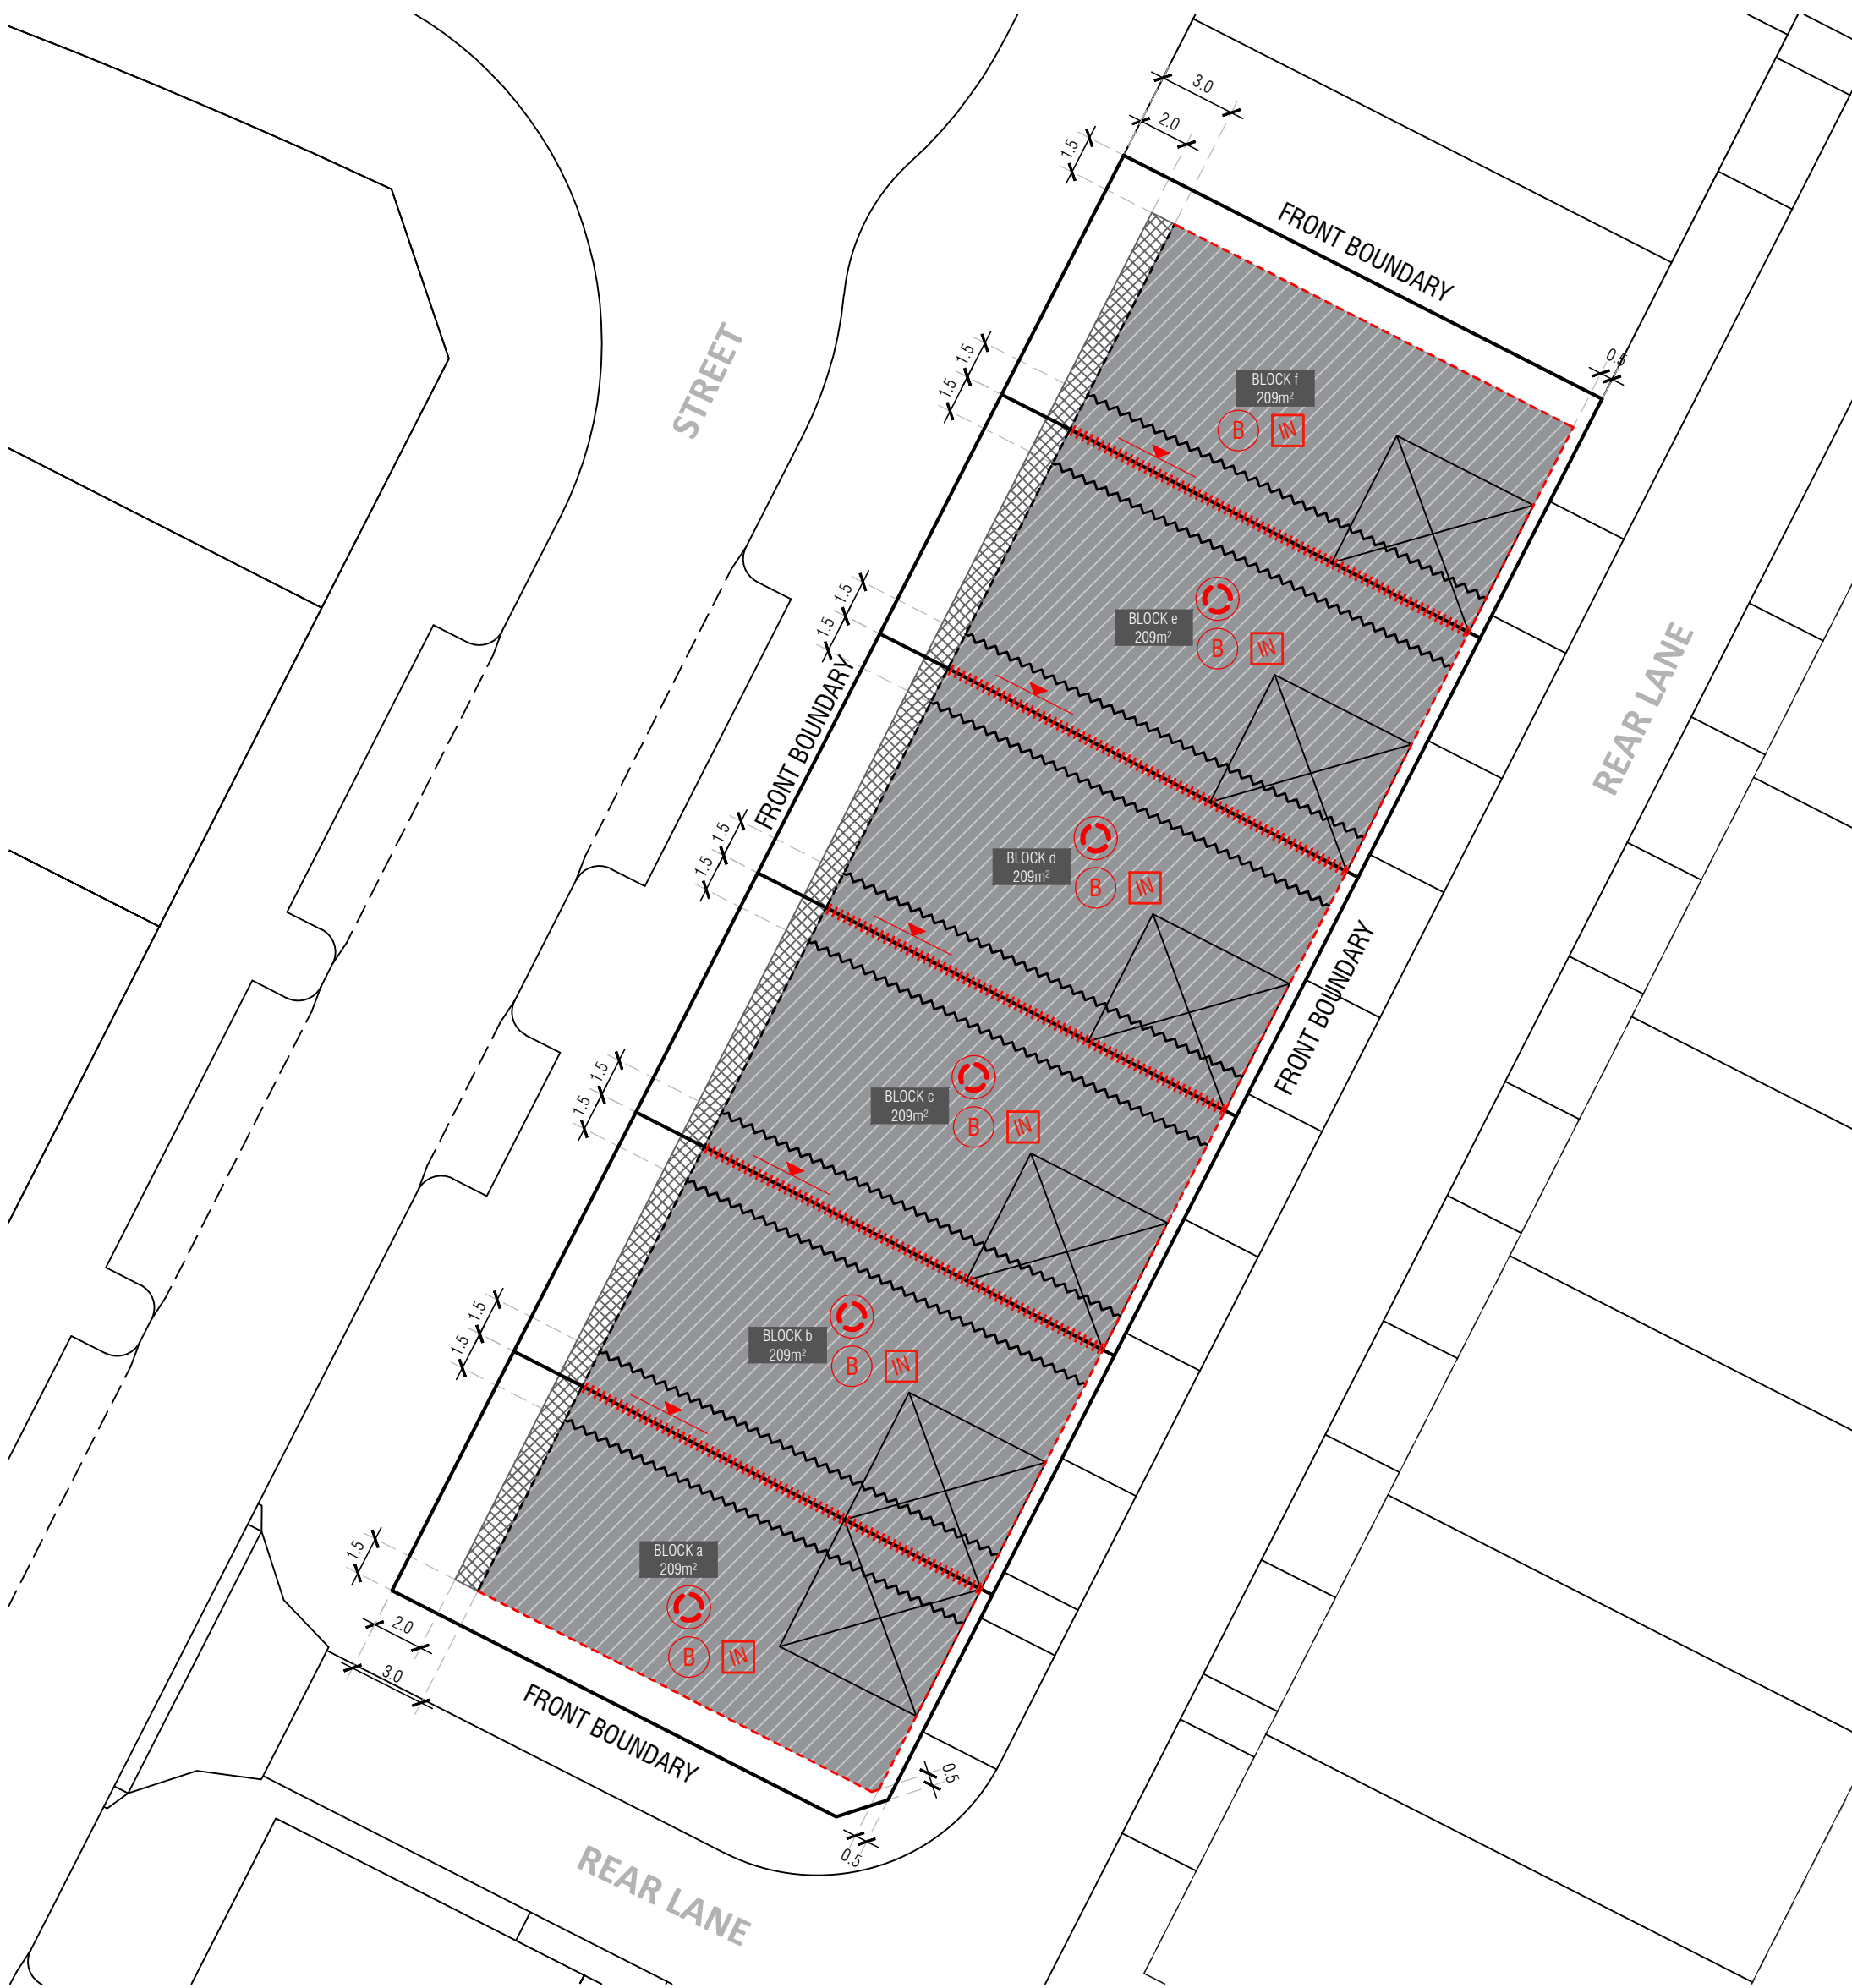 3.0
2.0
1.5
FRONT BOUNDARY
STREET
0.5
1.5
1.5
BLOCK f
209m²
B
IN
1.5
1.5
BLOCK e
209m²
B
IN
REAR LANE
FRONT BOUNDARY
1.5
1.5
BLOCK d
209m²
B
IN
FRONT BOUNDARY
1.5
1.5
BLOCK c
209m²
B
IN
1.5
1.5
BLOCK b
209m²
B
IN
1.5
BLOCK a
209m²
B
IN
2.0
3.0
FRONT BOUNDARY
0.5
0.5
REAR LANE